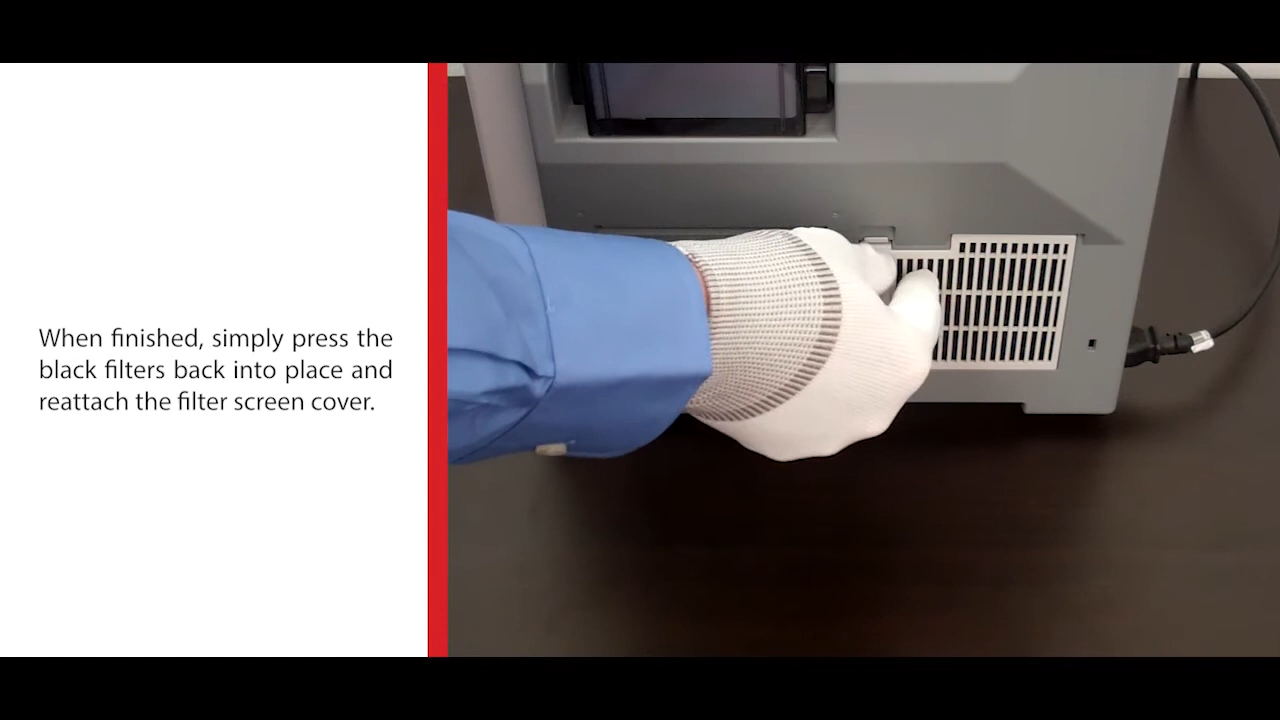 When finished, simply press the
black filters back into place and
reattach the filter screen cover.